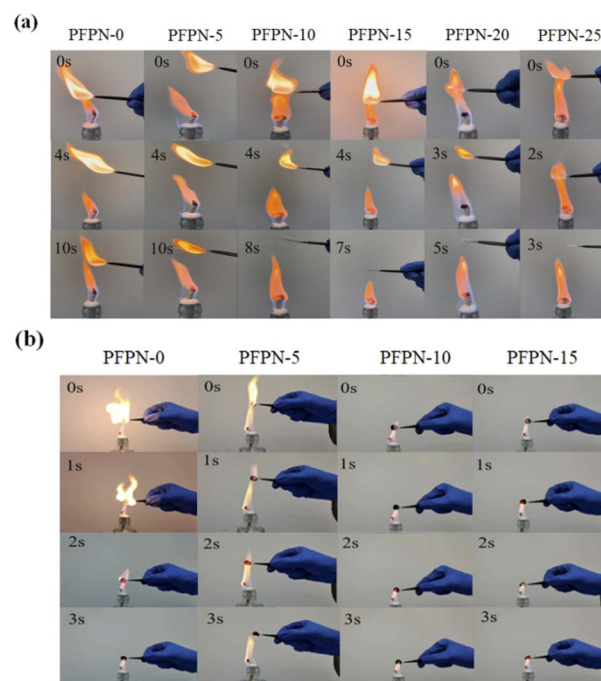 (a)
PFPN-0 PFPN-5 PFPN-10 PFPN-15 PFPN-20 PFPN-25
0s 0s 0s 0s 0s 0s
4s 4s 4s 4s 3s 2s
10s 10s 8s 7s 5s 3s
(b)
PFPN-0 PFPN-5 PFPN-10 PFPN-15
0s 0s 0s 0s
1s 1s 1s 1s
2s 2s 2s 2s
3s 3s 3s 3s